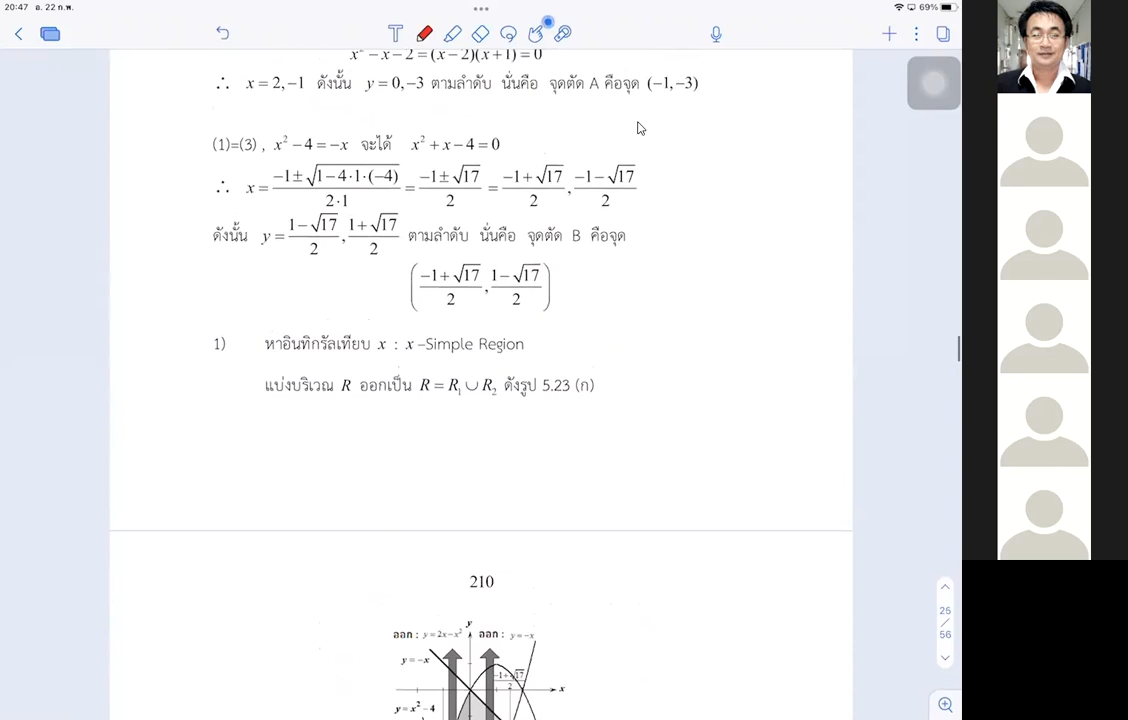 20:47 อ. 22 ก.พ.
69%
x² − x − 2 = (x − 2)(x + 1) = 0
∴ x = 2, −1 ดังนั้น y = 0, −3 ตามลำดับ นั่นคือ จุดตัด A คือจุด (−1, −3)
(1)=(3) , x² − 4 = −x จะได้ x² + x − 4 = 0
∴ x = (−1 ± √(1 − 4·1·(−4)))/(2·1) = (−1 ± √17)/2 = (−1 + √17)/2 , (−1 − √17)/2
ดังนั้น y = (1 − √17)/2 , (1 + √17)/2 ตามลำดับ นั่นคือ จุดตัด B คือจุด
((−1 + √17)/2 , (1 − √17)/2)
1) หาอินทิกรัลเทียบ x : x –Simple Region
แบ่งบริเวณ R ออกเป็น R = R₁ ∪ R₂ ดังรูป 5.23 (ก)
210
y
ออก : y = 2x − x² ออก : y = −x
y = −x
(−1 + √17)/2
x
y = x² − 4
25
/
56